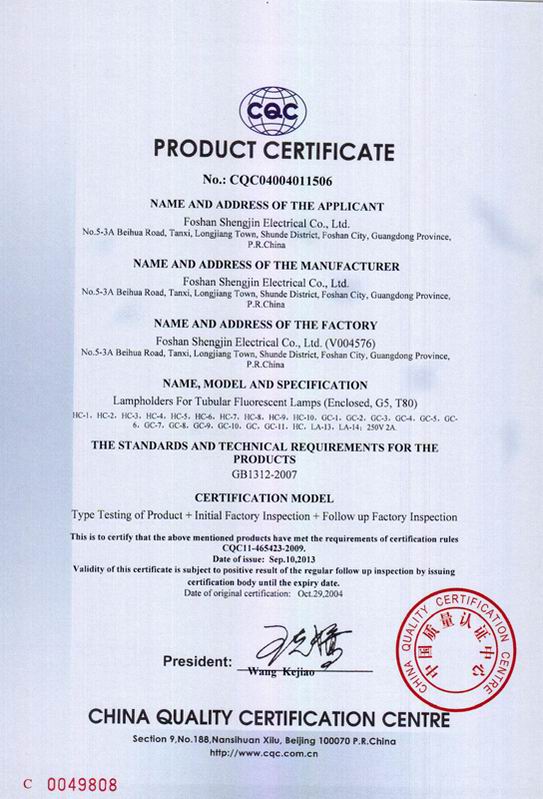 CQC
PRODUCT CERTIFICATE
No.: CQC04004011506
NAME AND ADDRESS OF THE APPLICANT
Foshan Shengjin Electrical Co., Ltd.
No.5-3A Beihua Road, Tanxi, Longjiang Town, Shunde District, Foshan City, Guangdong Province,
P.R.China
NAME AND ADDRESS OF THE MANUFACTURER
Foshan Shengjin Electrical Co., Ltd.
No.5-3A Beihua Road, Tanxi, Longjiang Town, Shunde District, Foshan City, Guangdong Province,
P.R.China
NAME AND ADDRESS OF THE FACTORY
Foshan Shengjin Electrical Co., Ltd. (V004576)
No.5-3A Beihua Road, Tanxi, Longjiang Town, Shunde District, Foshan City, Guangdong Province,
P.R.China
NAME, MODEL AND SPECIFICATION
Lampholders For Tubular Fluorescent Lamps (Enclosed, G5, T80)
HC-1、HC-2、HC-3、HC-4、HC-5、HC-6、HC-7、HC-8、HC-9、HC-10、GC-1、GC-2、GC-3、GC-4、GC-5、GC-
6、GC-7、GC-8、GC-9、GC-10、GC、GC-11、HC、LA-13、LA-14; 250V 2A
THE STANDARDS AND TECHNICAL REQUIREMENTS FOR THE
PRODUCTS
GB1312-2007
CERTIFICATION MODEL
Type Testing of Product + Initial Factory Inspection + Follow up Factory Inspection
This is to certify that the above mentioned products have met the requirements of certification rules
CQC11-465423-2009.
Date of issue: Sep.10,2013
Validity of this certificate is subject to positive result of the regular follow up inspection by issuing
certification body until the expiry date.
Date of original certification: Oct.29,2004
President:
Wang Kejiao
CHINA QUALITY CERTIFICATION CENTRE
中国质量认证中心
CHINA QUALITY CERTIFICATION CENTRE
Section 9,No.188,Nansihuan Xilu, Beijing 100070 P.R.China
http://www.cqc.com.cn
C 0049808